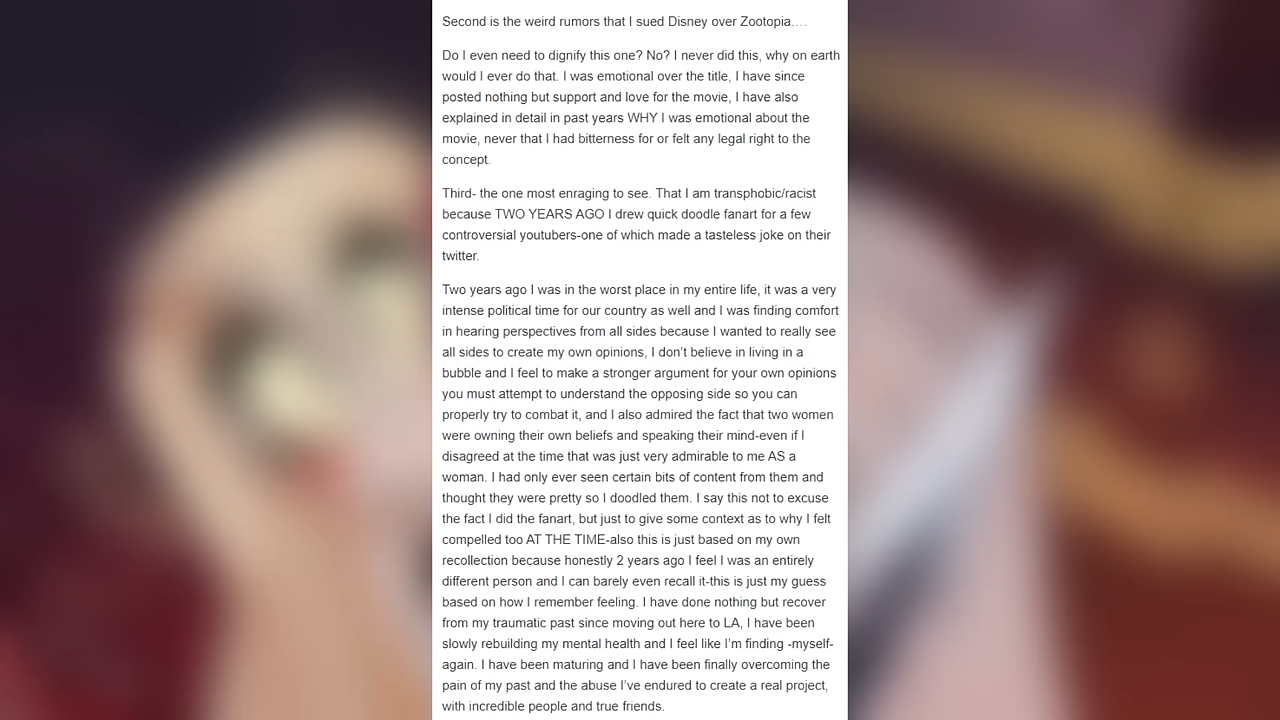 Second is the weird rumors that I sued Disney over Zootopia....
Do I even need to dignify this one? No? I never did this, why on earth
would I ever do that. I was emotional over the title, I have since
posted nothing but support and love for the movie, I have also
explained in detail in past years WHY I was emotional about the
movie, never that I had bitterness for or felt any legal right to the
concept.
Third- the one most enraging to see. That I am transphobic/racist
because TWO YEARS AGO I drew quick doodle fanart for a few
controversial youtubers-one of which made a tasteless joke on their
twitter.
Two years ago I was in the worst place in my entire life, it was a very
intense political time for our country as well and I was finding comfort
in hearing perspectives from all sides because I wanted to really see
all sides to create my own opinions, I don't believe in living in a
bubble and I feel to make a stronger argument for your own opinions
you must attempt to understand the opposing side so you can
properly try to combat it, and I also admired the fact that two women
were owning their own beliefs and speaking their mind-even if I
disagreed at the time that was just very admirable to me AS a
woman. I had only ever seen certain bits of content from them and
thought they were pretty so I doodled them. I say this not to excuse
the fact I did the fanart, but just to give some context as to why I felt
compelled too AT THE TIME-also this is just based on my own
recollection because honestly 2 years ago I feel I was an entirely
different person and I can barely even recall it-this is just my guess
based on how I remember feeling. I have done nothing but recover
from my traumatic past since moving out here to LA, I have been
slowly rebuilding my mental health and I feel like I'm finding -myself-
again. I have been maturing and I have been finally overcoming the
pain of my past and the abuse I've endured to create a real project,
with incredible people and true friends.